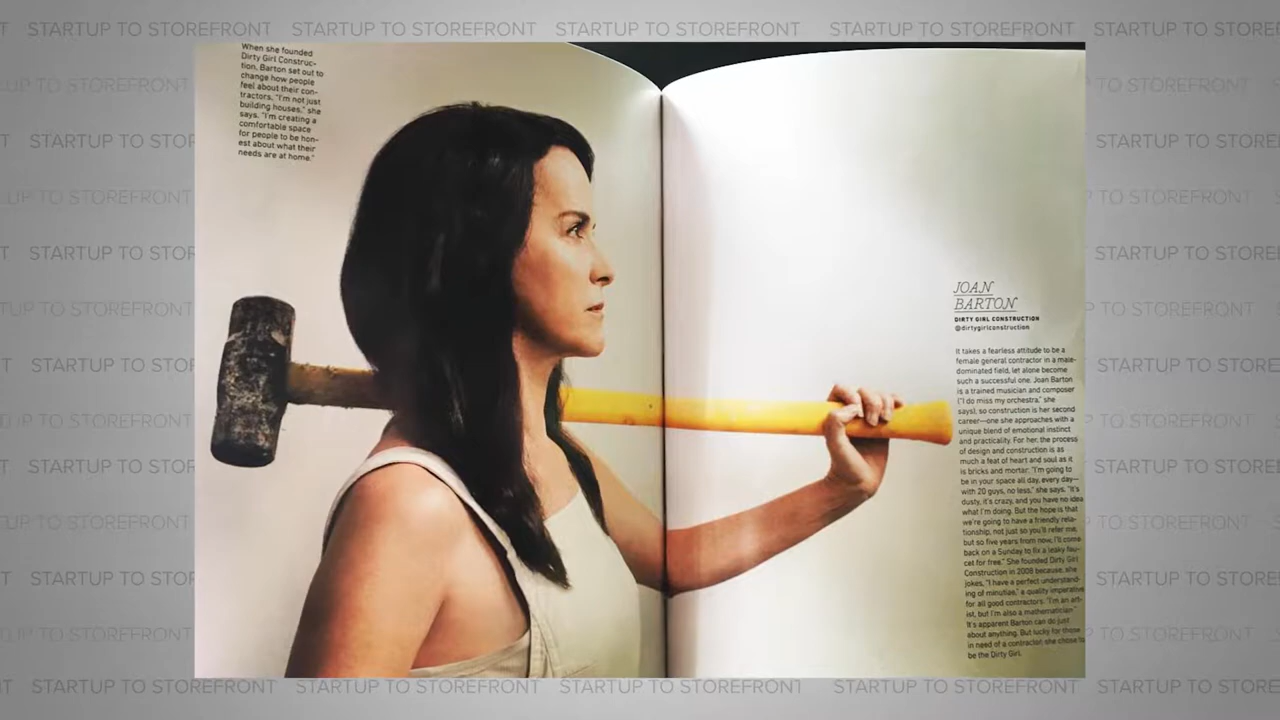 STARTUP TO STOREFRONT
When she founded
Dirty Girl Construc-
tion, Barton set out to
change how people
feel about their con-
tractors. "I'm not just
building houses," she
says. "I'm creating a
comfortable space
for people to be hon-
est about what their
needs are at home."
JOAN
BARTON
DIRTY GIRL CONSTRUCTION
@dirtygirlconstruction
It takes a fearless attitude to be a
female general contractor in a male-
dominated field, let alone become
such a successful one. Joan Barton
is a trained musician and composer
("I do miss my orchestra," she
says), so construction is her second
career—one she approaches with a
unique blend of emotional instinct
and practicality. For her, the process
of design and construction is as
much a feat of heart and soul as it
is bricks and mortar. "I'm going to
be in your space all day, every day—
with 20 guys, no less," she says. "It's
dusty, it's crazy, and you have no idea
what I'm doing. But the hope is that
we're going to have a friendly rela-
tionship, not just so you'll refer me,
but so five years from now, I'll come
back on a Sunday to fix a leaky fau-
cet for free." She founded Dirty Girl
Construction in 2008 because, she
jokes, "I have a perfect understand-
ing of minutiae," a quality imperative
for all good contractors. "I'm an art-
ist, but I'm also a mathematician."
It's apparent Barton can do just
about anything. But lucky for those
in need of a contractor, she chose to
be the Dirty Girl.